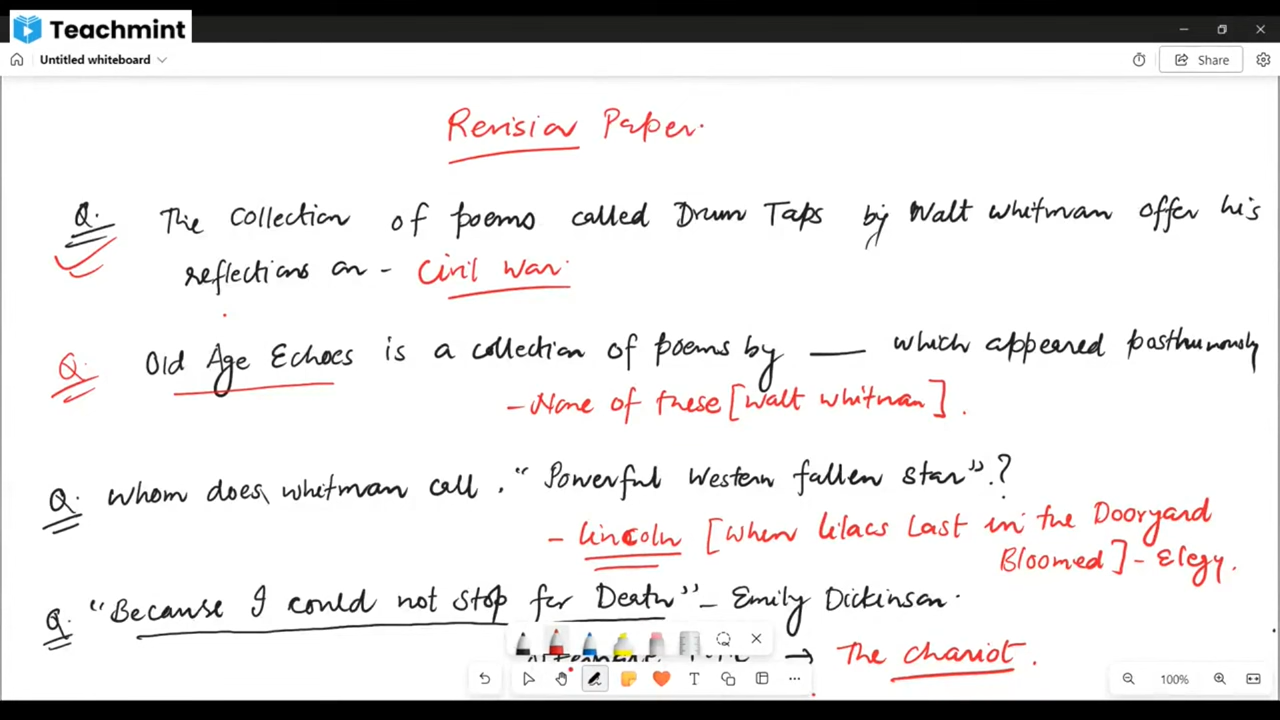 Teachmint
Untitled whiteboard
Share
Revision Paper.
Q. The collection of poems called Drum Taps by Walt Whitman offer his
reflections on - Civil War.
Q. Old Age Echoes is a collection of poems by ___ which appeared posthumously
- None of these [Walt Whitman].
Q. Whom does Whitman call, "Powerful Western fallen star".?
- Lincoln [When lilacs Last in the Dooryard
Bloomed] - Elegy.
Q. "Because I could not stop for Death" - Emily Dickinson.
→ The Chariot.
100%